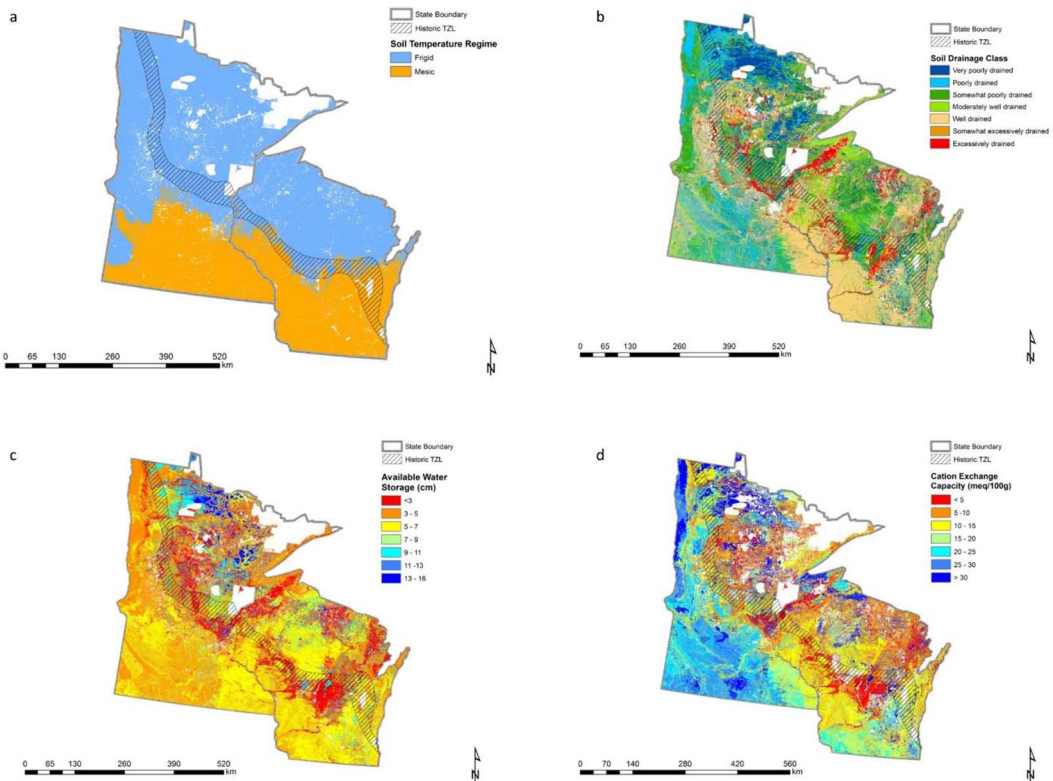 a
State Boundary
Historic TZL
Soil Temperature Regime
Frigid
Mesic
0 65 130 260 390 520
km
N
b
State Boundary
Historic TZL
Soil Drainage Class
Very poorly drained
Poorly drained
Somewhat poorly drained
Moderately well drained
Well drained
Somewhat excessively drained
Excessively drained
0 65 130 260 390 520
km
N
c
State Boundary
Historic TZL
Available Water
Storage (cm)
<3
3 - 5
5 - 7
7 - 9
9 - 11
11 -13
13 - 16
0 65 130 260 390 520
km
N
d
State Boundary
Historic TZL
Cation Exchange
Capacity (meq/100g)
< 5
5 -10
10 - 15
15 - 20
20 - 25
25 - 30
> 30
0 70 140 280 420 560
km
N